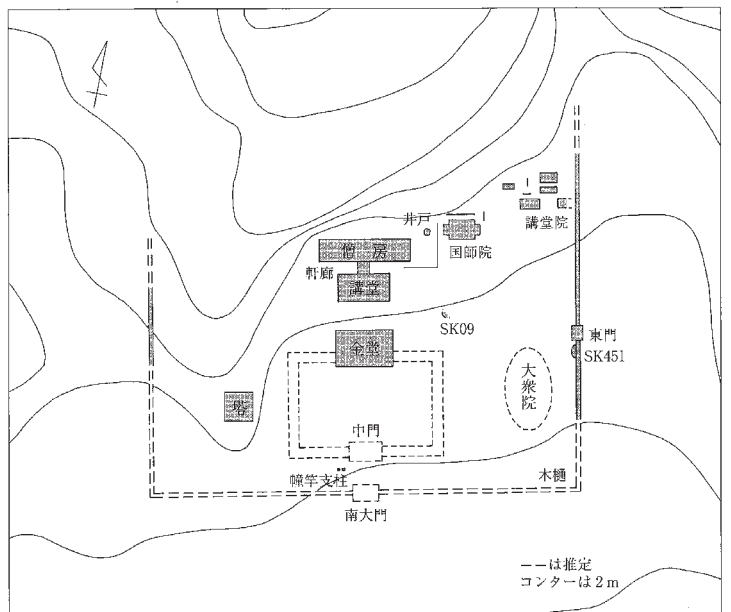 井戸
講堂院
国師院
僧房
軒廊
講堂
SK09
東門
SK451
金堂
大衆院
塔
中門
幢竿支柱
木樋
南大門
--は推定
コンターは2m